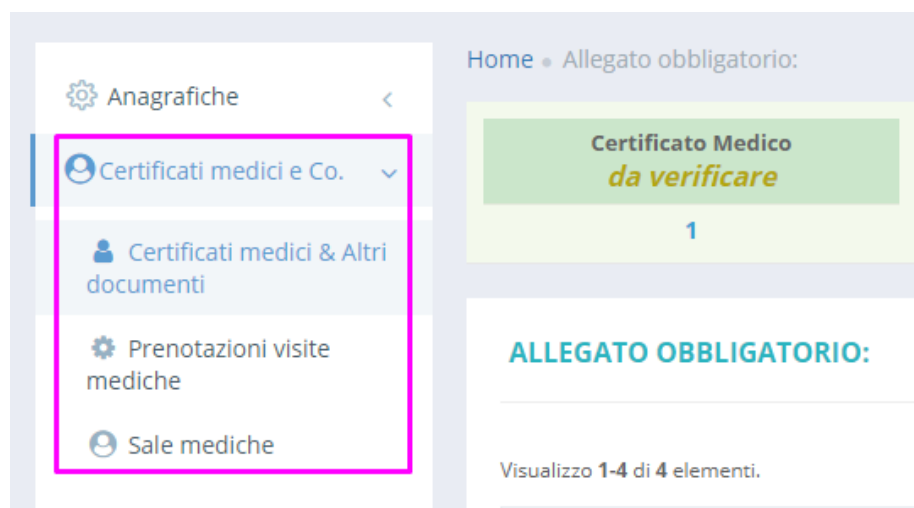 Anagrafiche
Certificati medici e Co.
Certificati medici & Altri
documenti
Prenotazioni visite
mediche
Sale mediche
Home • Allegato obbligatorio:
Certificato Medico
da verificare
1
ALLEGATO OBBLIGATORIO:
Visualizzo 1-4 di 4 elementi.